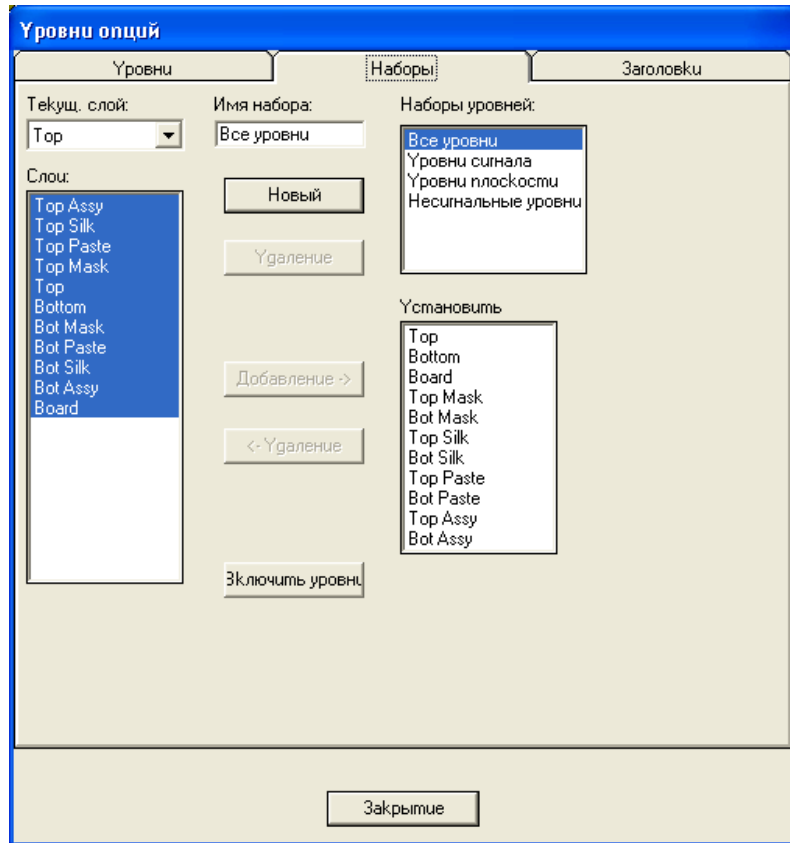 Уровни опций
Уровни
Наборы
Заголовки
Текущ. слой:
Top
Слои:
Top Assy
Top Silk
Top Paste
Top Mask
Top
Bottom
Bot Mask
Bot Paste
Bot Silk
Bot Assy
Board
Имя набора:
Все уровни
Новый
Удаление
Добавление ->
<- Удаление
Включить уровни
Наборы уровней:
Все уровни
Уровни сигнала
Уровни плоскости
Несигнальные уровни
Установить
Top
Bottom
Board
Top Mask
Bot Mask
Top Silk
Bot Silk
Top Paste
Bot Paste
Top Assy
Bot Assy
Закрытие